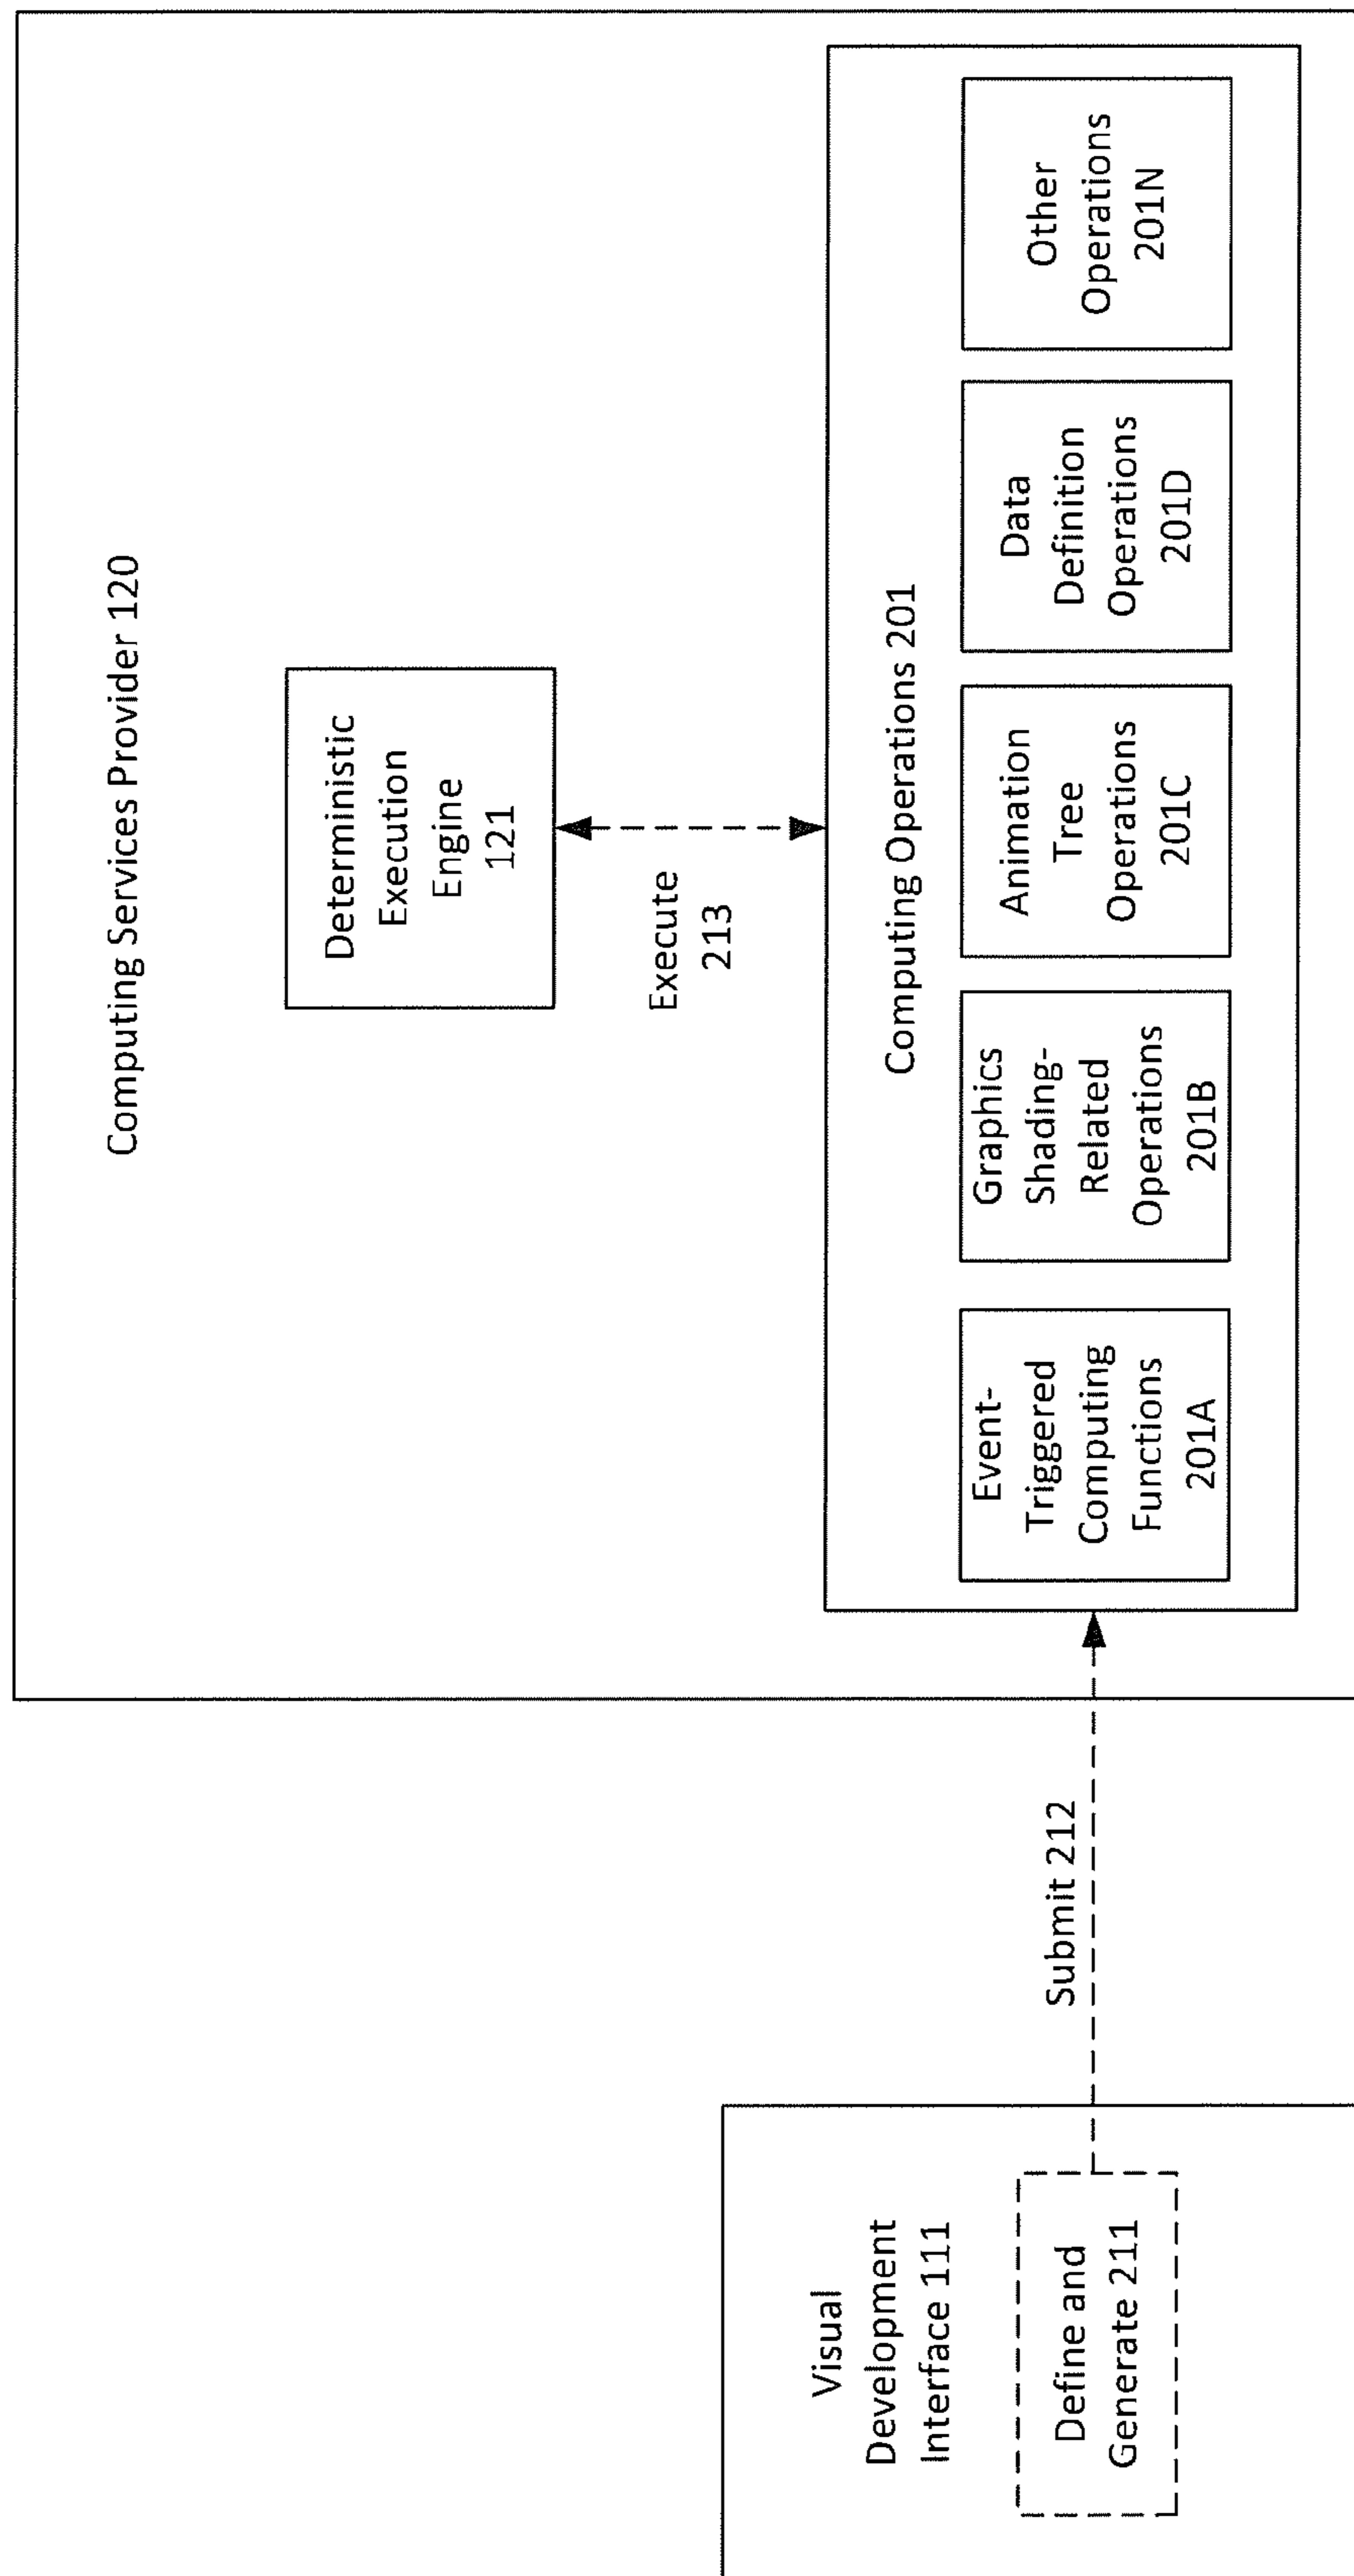 Computing Services Provider 120
Deterministic
Execution
Engine
121
Execute
213
Visual
Development
Interface 111
Define and
Generate 211
Submit 212
Computing Operations 201
Event-
Triggered
Computing
Functions
201A
Graphics
Shading-
Related
Operations
201B
Animation
Tree
Operations
201C
Data
Definition
Operations
201D
Other
Operations
201N